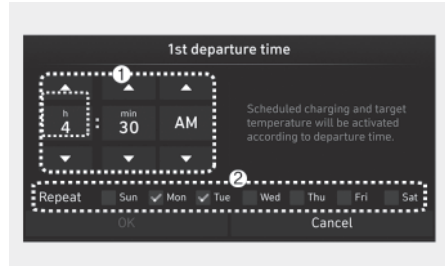 1st departure time
1
h
4
:
min
30
AM
Scheduled charging and target
temperature will be activated
according to departure time.
2
Repeat Sun Mon Tue Wed Thu Fri Sat
OK Cancel